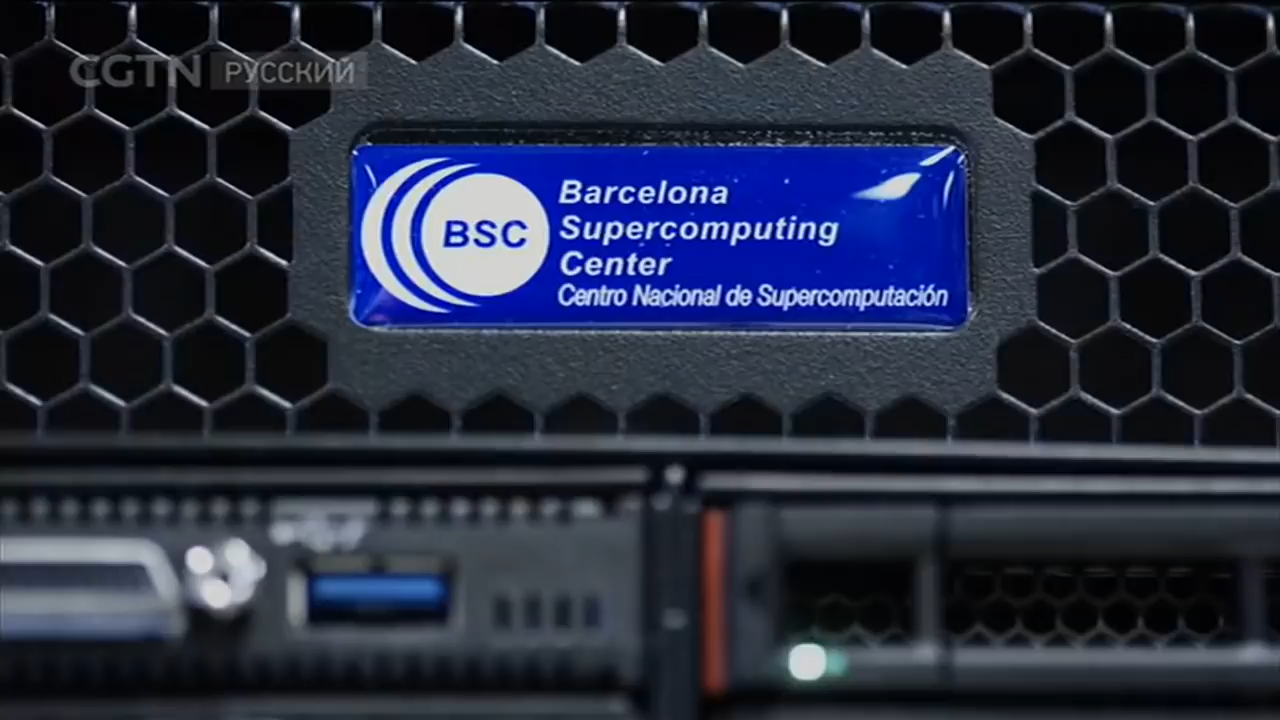 CGTN РУССКИЙ
BSC
Barcelona
Supercomputing
Center
Centro Nacional de Supercomputación